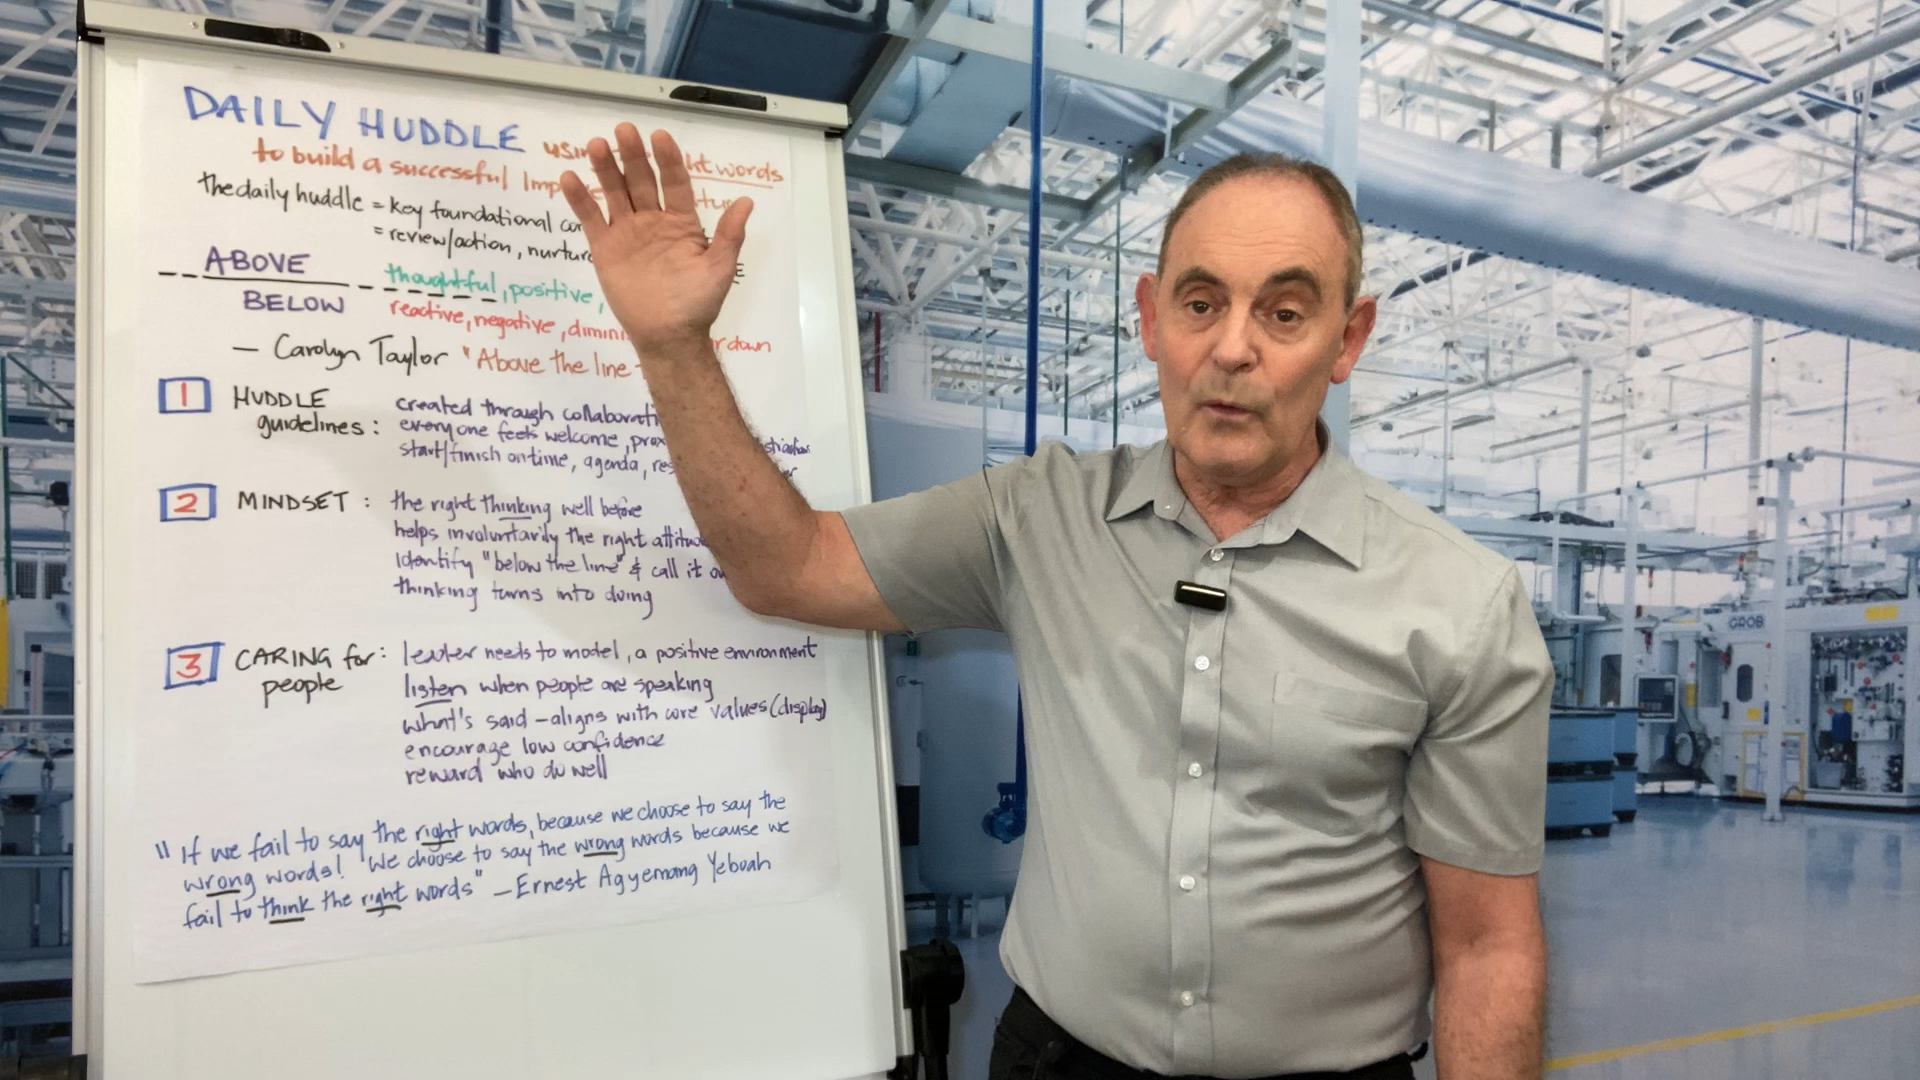 DAILY HUDDLE using right words
to build a successful
the daily huddle = key foundational
= review/action, nurture
ABOVE thoughtful, positive,
BELOW reactive, negative, down
— Carolyn Taylor "Above the line
1 HUDDLE created through
guidelines: everyone feels welcome,
start/finish on time, agenda,
2 MINDSET: the right thinking well before
helps involuntarily the right
identify "below the line" & call it
thinking turns into doing
3 CARING for: leader needs to model, a positive environment
people listen when people are speaking
what's said - aligns with core values (display)
encourage low confidence
reward who do well
"If we fail to say the right words, because we choose to say the
wrong words! We choose to say the wrong words because we
fail to think the right words" - Ernest Agyemang Yeboah
GROB